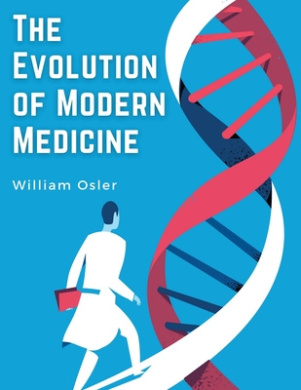 The
Evolution
of Modern
Medicine
William Osler